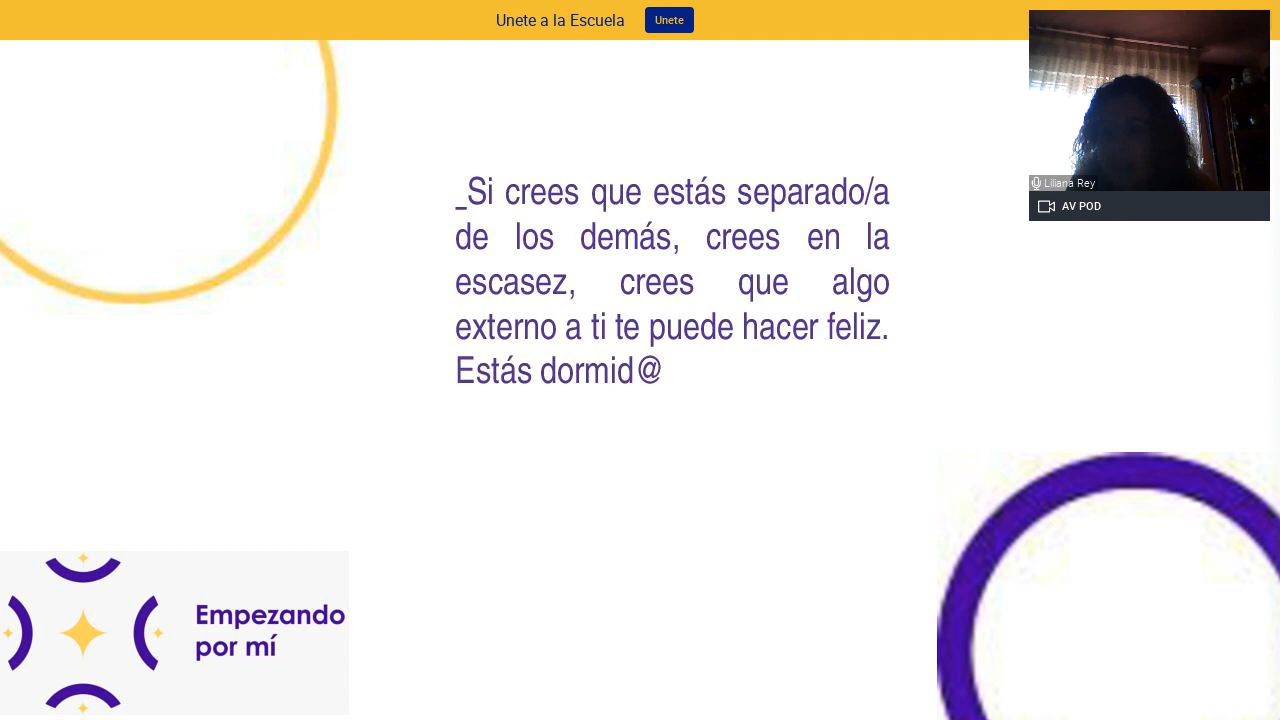 Unete a la Escuela
Unete
_Si crees que estás separado/a
de los demás, crees en la
escasez, crees que algo
externo a ti te puede hacer feliz.
Estás dormid@
Liliana Rey
AV POD
Empezando
por mí